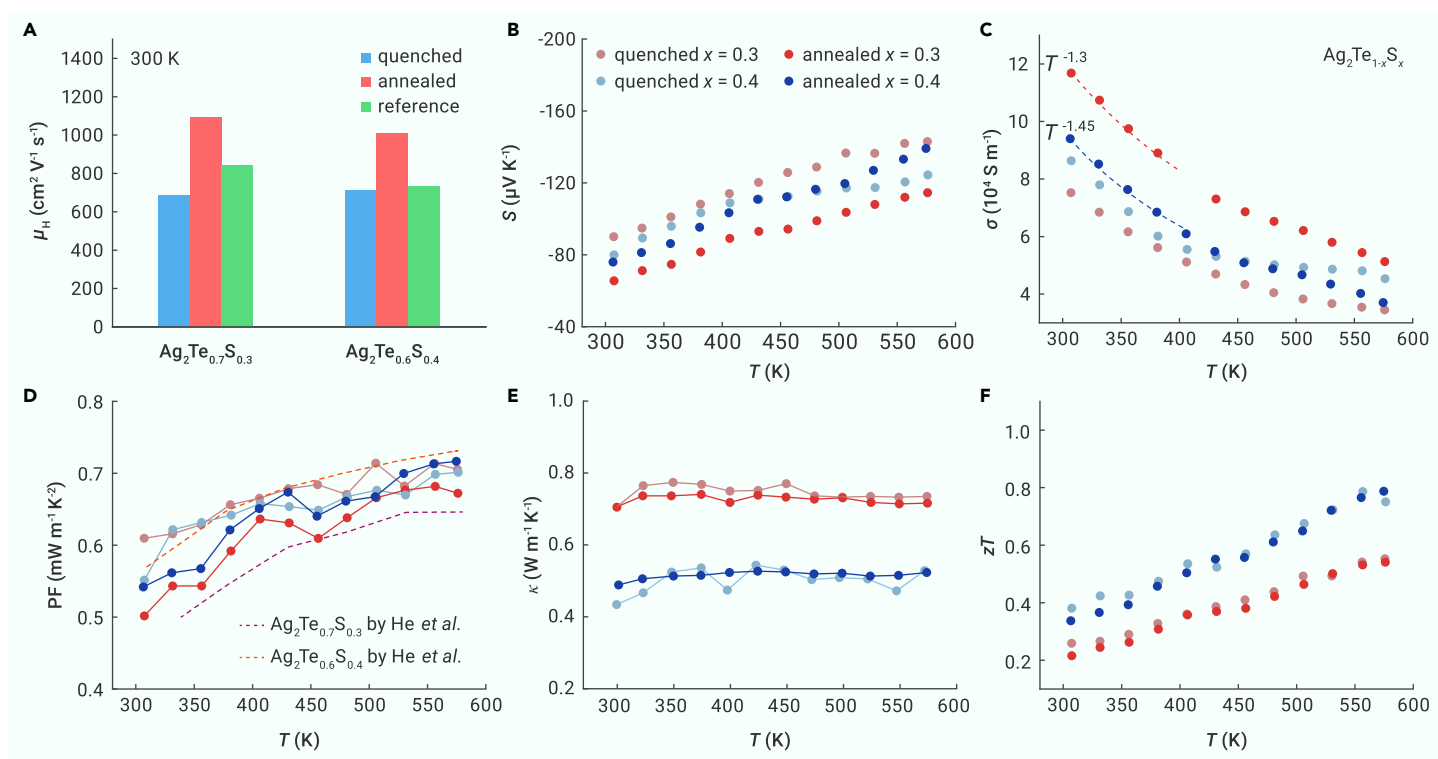 A
300 K
quenched
annealed
reference
1400
1200
1000
800
600
400
200
0
μH (cm² V⁻¹ s⁻¹)
Ag₂Te₀.₇S₀.₃
Ag₂Te₀.₆S₀.₄
B
quenched x = 0.3
annealed x = 0.3
quenched x = 0.4
annealed x = 0.4
-200
-160
-120
-80
-40
S (μV K⁻¹)
300 350 400 450 500 550 600
T (K)
C
T⁻¹·³
T⁻¹·⁴⁵
Ag₂Te₁₋ₓSₓ
12
10
8
6
4
σ (10⁴ S m⁻¹)
300 350 400 450 500 550 600
T (K)
D
0.8
0.7
0.6
0.5
0.4
PF (mW m⁻¹ K⁻²)
Ag₂Te₀.₇S₀.₃ by He et al.
Ag₂Te₀.₆S₀.₄ by He et al.
300 350 400 450 500 550 600
T (K)
E
1.0
0.8
0.6
0.4
0.2
κ (W m⁻¹ K⁻¹)
300 350 400 450 500 550 600
T (K)
F
1.0
0.8
0.6
0.4
0.2
zT
300 350 400 450 500 550 600
T (K)